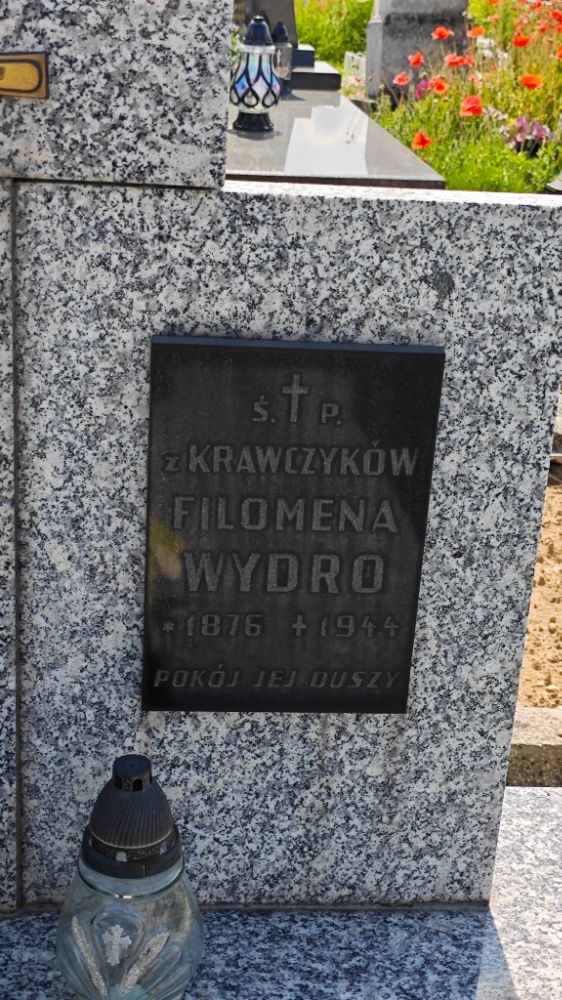 Ś. P.
z KRAWCZYKÓW
FILOMENA
WYDRO
* 1876 + 1944
POKÓJ JEJ DUSZY